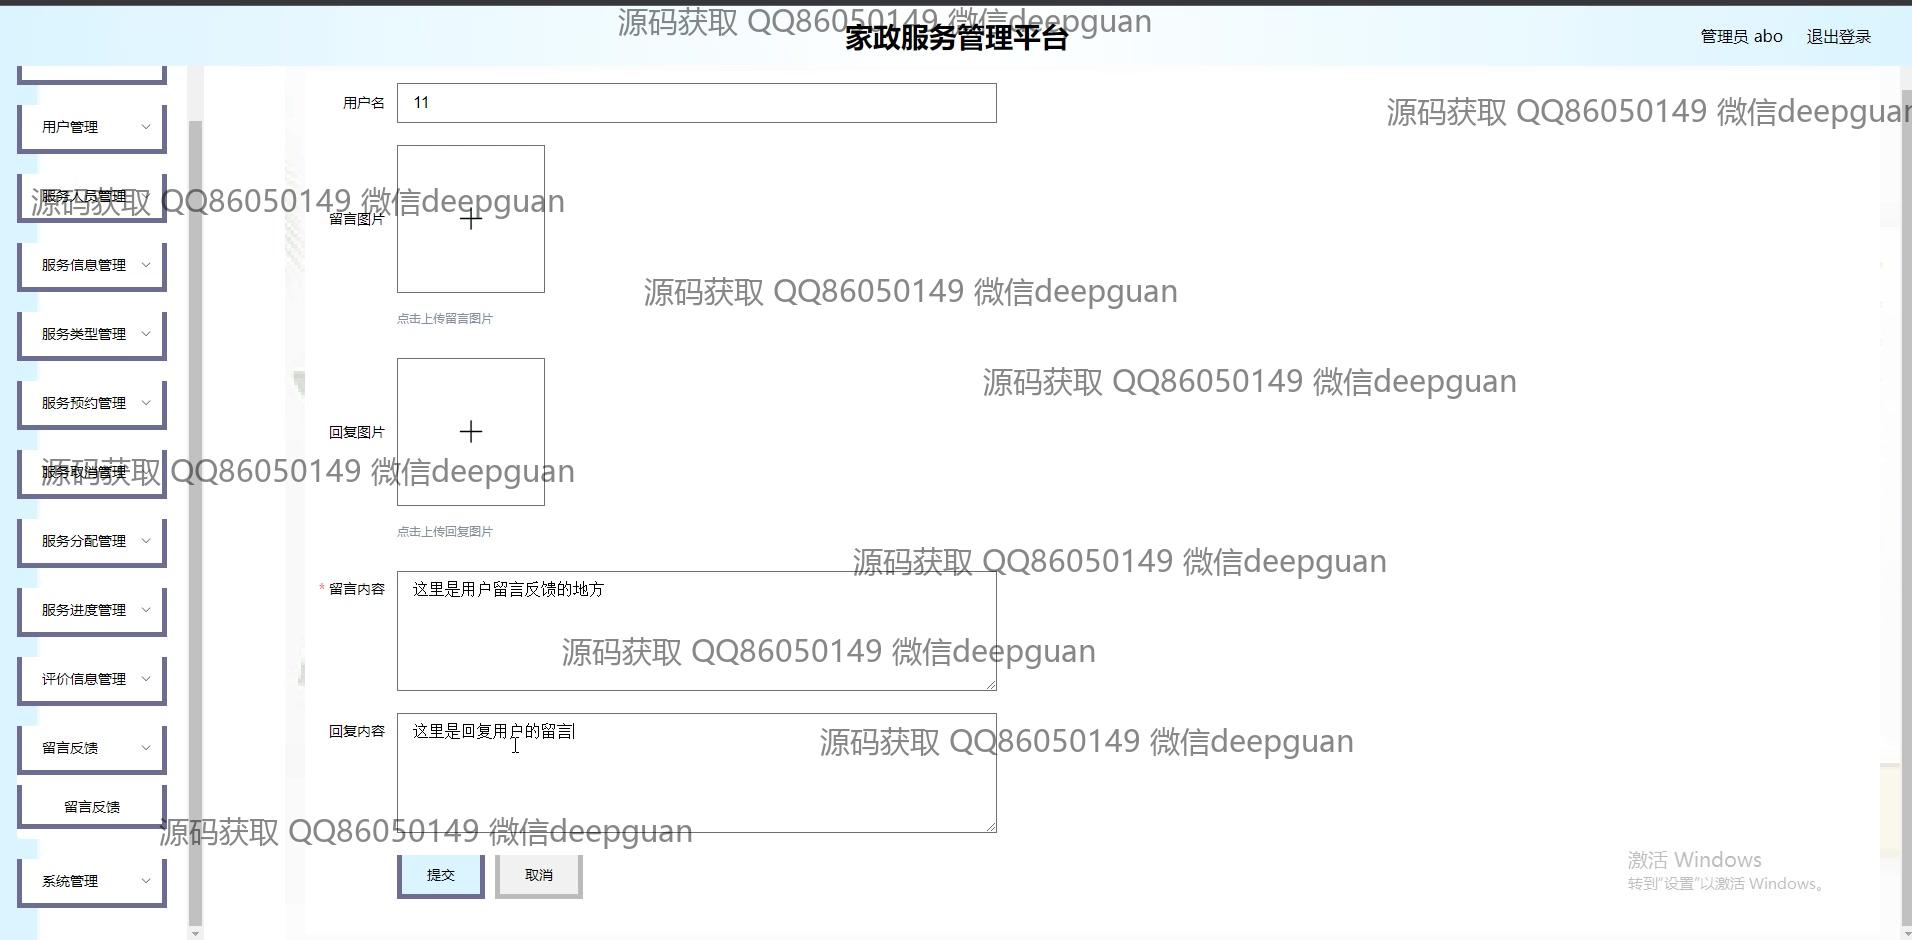 源码获取 QQ86050149 微信deepguan
家政服务管理平台
管理员 abo 退出登录
用户名 11
源码获取 QQ86050149 微信deepguan
用户管理
服务人员管理
源码获取 QQ86050149 微信deepguan
留言图片
服务信息管理
源码获取 QQ86050149 微信deepguan
点击上传留言图片
服务类型管理
源码获取 QQ86050149 微信deepguan
服务预约管理
回复图片
服务取消管理
源码获取 QQ86050149 微信deepguan
点击上传回复图片
服务分配管理
源码获取 QQ86050149 微信deepguan
* 留言内容 这里是用户留言反馈的地方
服务进度管理
源码获取 QQ86050149 微信deepguan
评价信息管理
回复内容 这里是回复用户的留言
源码获取 QQ86050149 微信deepguan
留言反馈
留言反馈
源码获取 QQ86050149 微信deepguan
提交 取消
系统管理
激活 Windows
转到"设置"以激活 Windows。